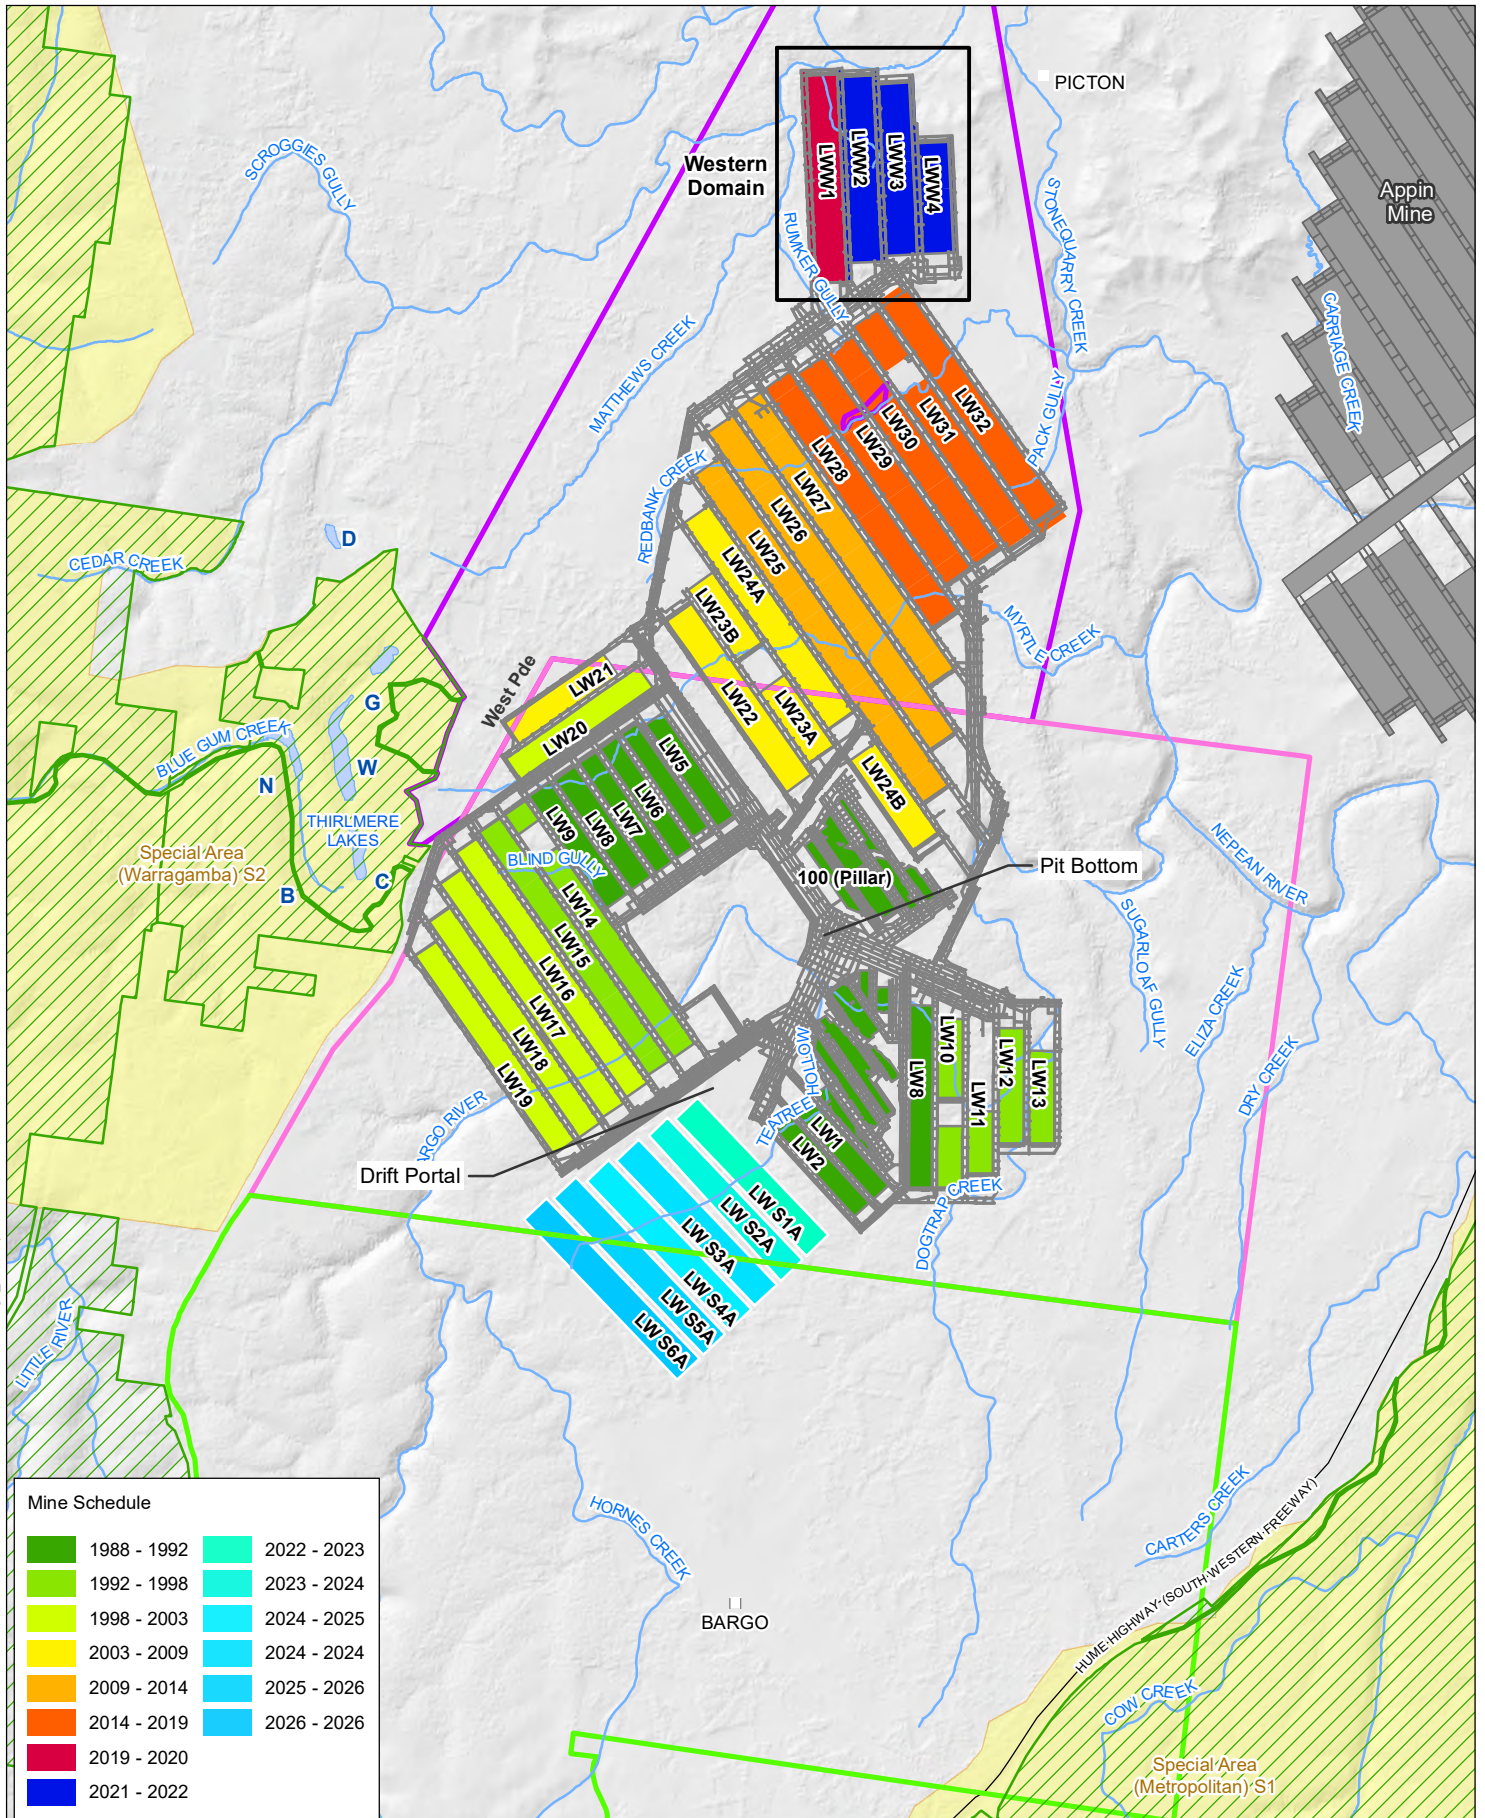 PICTON
SCROGGIES GULLY
Western
Domain
LWW1
LWW2
LWW3
LWW4
Appin
Mine
RUMKER GULLY
STONEQUARRY CREEK
CARRIAGE CREEK
MATTHEWS CREEK
PACK GULLY
LW32
LW31
LW30
LW29
LW28
LW27
LW26
LW25
LW24A
REDBANK CREEK
D
CEDAR CREEK
LW23B
MYRTLE CREEK
West Pde
LW21
LW20
LW22
LW23A
LW24B
G
BLUE GUM CREEK
W
N
THIRLMERE
LAKES
LW5
LW6
LW7
LW8
LW9
BLIND GULLY
Special Area
(Warragamba) S2
C
B
100 (Pillar)
Pit Bottom
NEPEAN RIVER
SUGARLOAF GULLY
LW14
LW15
LW16
LW17
LW18
LW19
ELIZA CREEK
DRY CREEK
TEATREE
HOLLOW
LW10
LW8
LW11
LW12
LW13
LW1
LW2
ARGO RIVER
Drift Portal
DOGTRAP CREEK
LW S1A
LW S2A
LW S3A
LW S4A
LW S5A
LW S6A
LITTLE RIVER
HORNES CREEK
BARGO
CARTERS CREEK
HUME HIGHWAY (SOUTH WESTERN FREEWAY)
COW CREEK
Special Area
(Metropolitan) S1
Mine Schedule
1988 - 1992
1992 - 1998
1998 - 2003
2003 - 2009
2009 - 2014
2014 - 2019
2019 - 2020
2021 - 2022
2022 - 2023
2023 - 2024
2024 - 2025
2024 - 2024
2025 - 2026
2026 - 2026